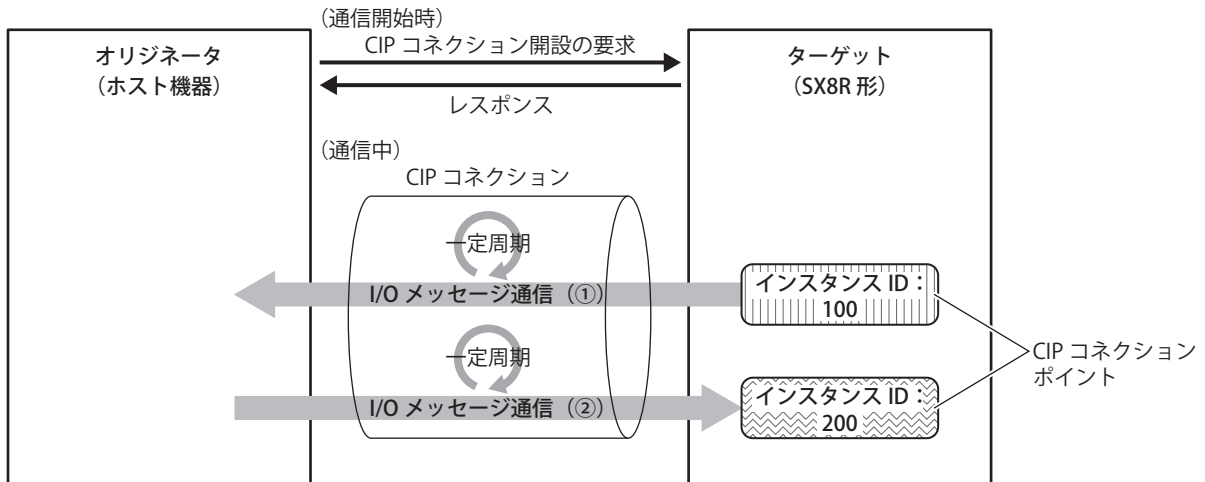 （通信開始時）
CIP コネクション開設の要求
オリジネータ
（ホスト機器）
ターゲット
（SX8R 形）
レスポンス
（通信中）
CIP コネクション
一定周期
I/O メッセージ通信（①）
インスタンス ID：
100
一定周期
I/O メッセージ通信（②）
インスタンス ID：
200
CIP コネクション
ポイント